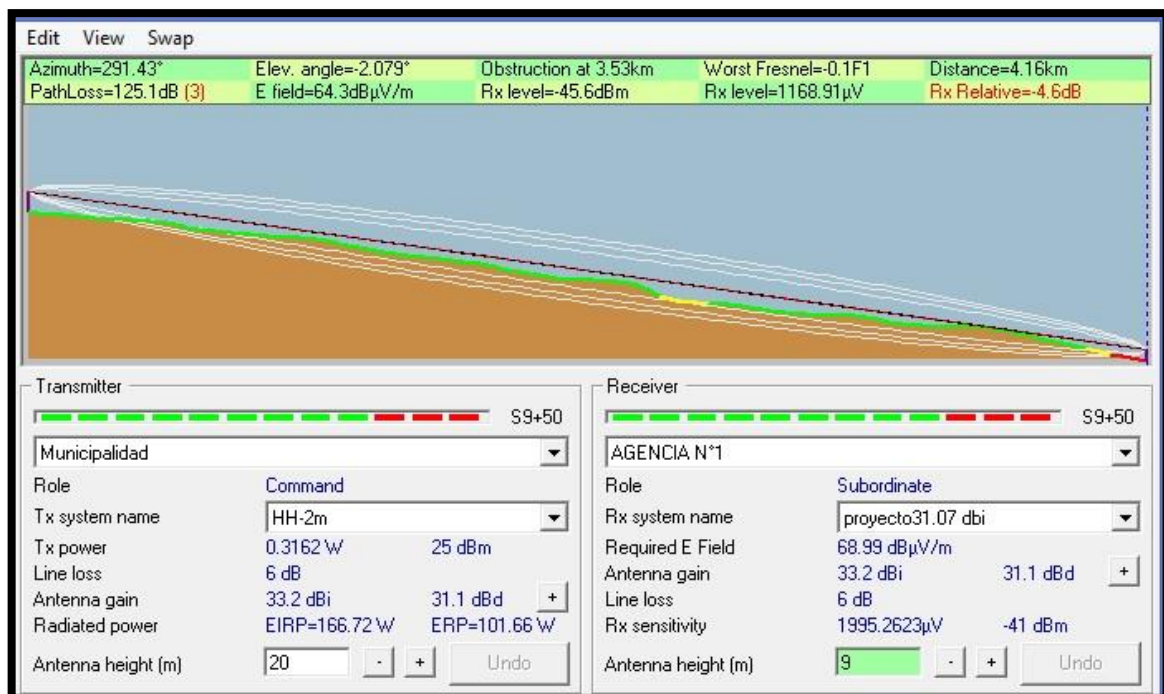 Edit View Swap
Azimuth=291.43° Elev. angle=-2.079° Obstruction at 3.53km Worst Fresnel=-0.1F1 Distance=4.16km
PathLoss=125.1dB (3) E field=64.3dBµV/m Rx level=-45.6dBm Rx level=1168.91µV Rx Relative=-4.6dB
Transmitter
S9+50
Municipalidad
Role Command
Tx system name HH-2m
Tx power 0.3162 W 25 dBm
Line loss 6 dB
Antenna gain 33.2 dBi 31.1 dBd +
Radiated power EIRP=166.72 W ERP=101.66 W
Antenna height (m) 20 - + Undo
Receiver
S9+50
AGENCIA N°1
Role Subordinate
Rx system name proyecto31.07 dbi
Required E Field 68.99 dBµV/m
Antenna gain 33.2 dBi 31.1 dBd +
Line loss 6 dB
Rx sensitivity 1995.2623µV -41 dBm
Antenna height (m) 9 - + Undo